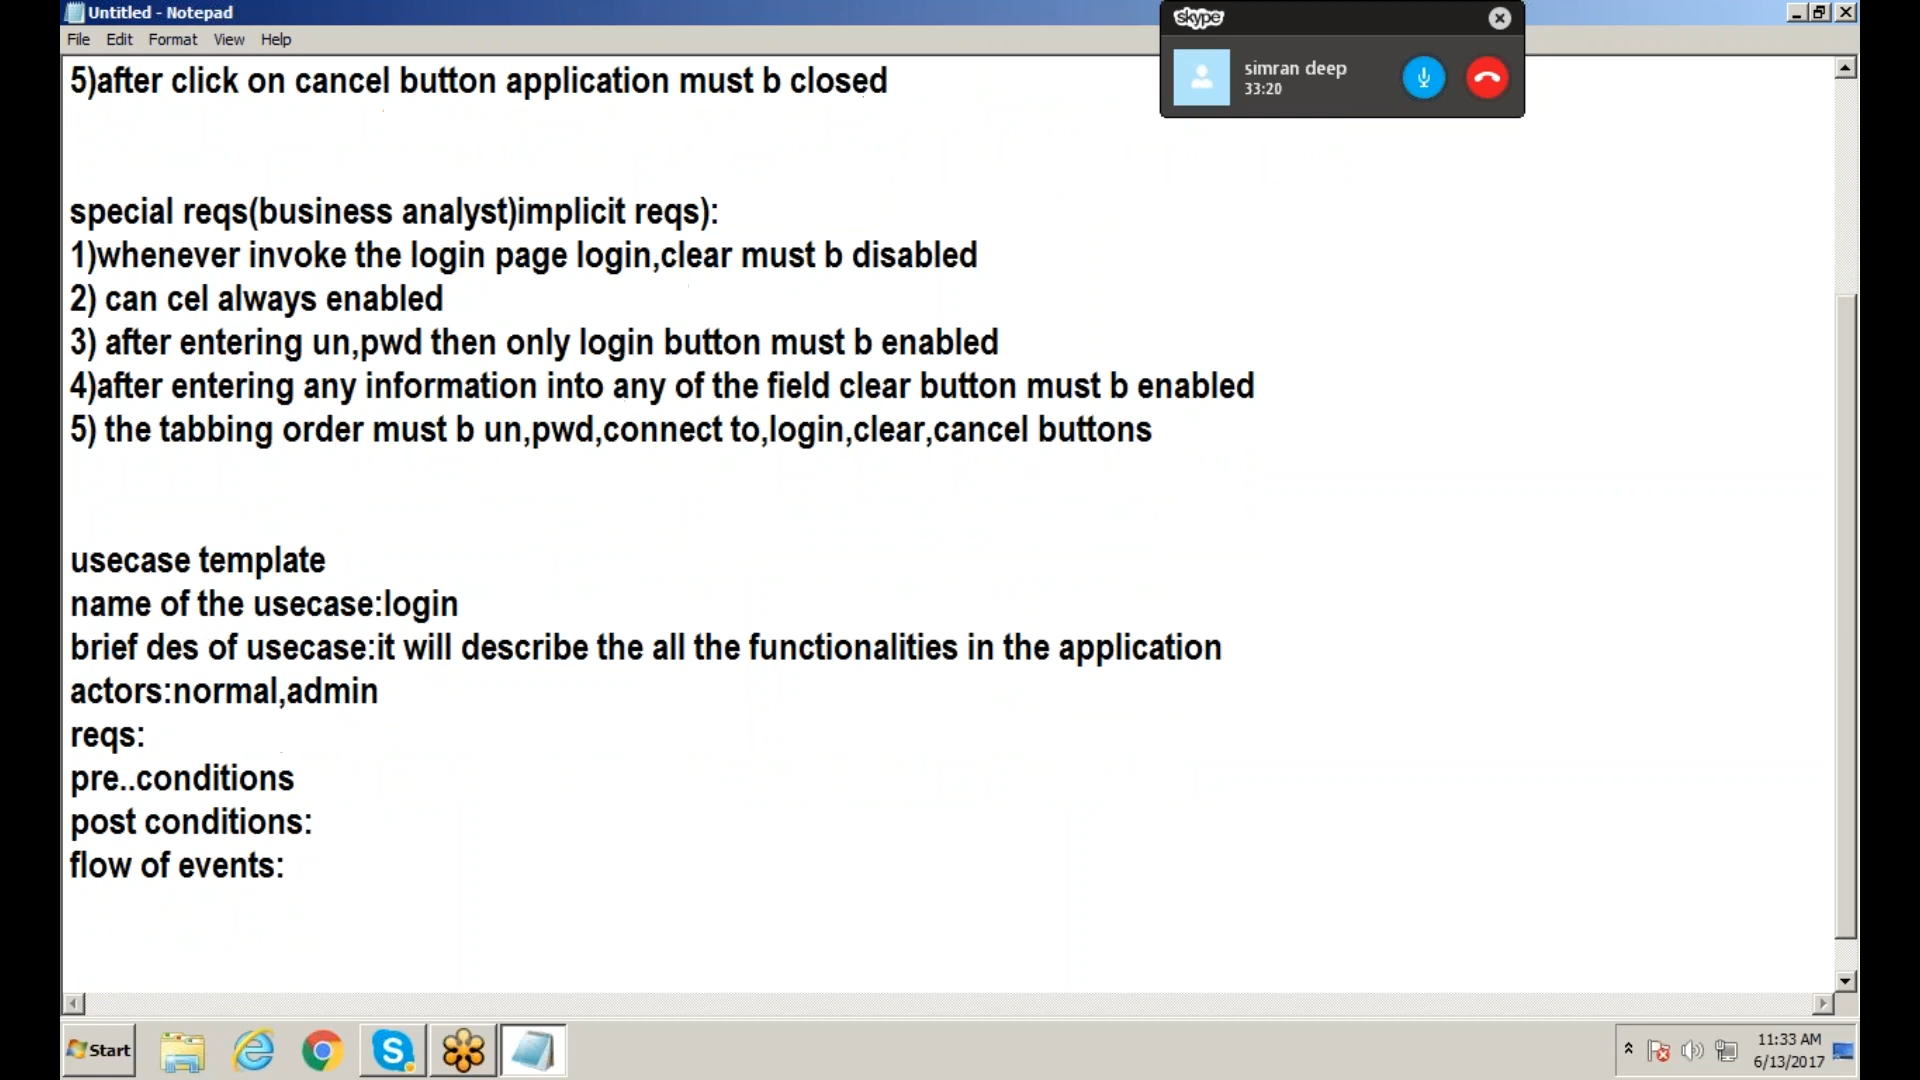 Untitled - Notepad
File Edit Format View Help
skype
simran deep
33:20
5)after click on cancel button application must b closed
special reqs(business analyst)implicit reqs):
1)whenever invoke the login page login,clear must b disabled
2) can cel always enabled
3) after entering un,pwd then only login button must b enabled
4)after entering any information into any of the field clear button must b enabled
5) the tabbing order must b un,pwd,connect to,login,clear,cancel buttons
usecase template
name of the usecase:login
brief des of usecase:it will describe the all the functionalities in the application
actors:normal,admin
reqs:
pre..conditions
post conditions:
flow of events:
Start
11:33 AM
6/13/2017